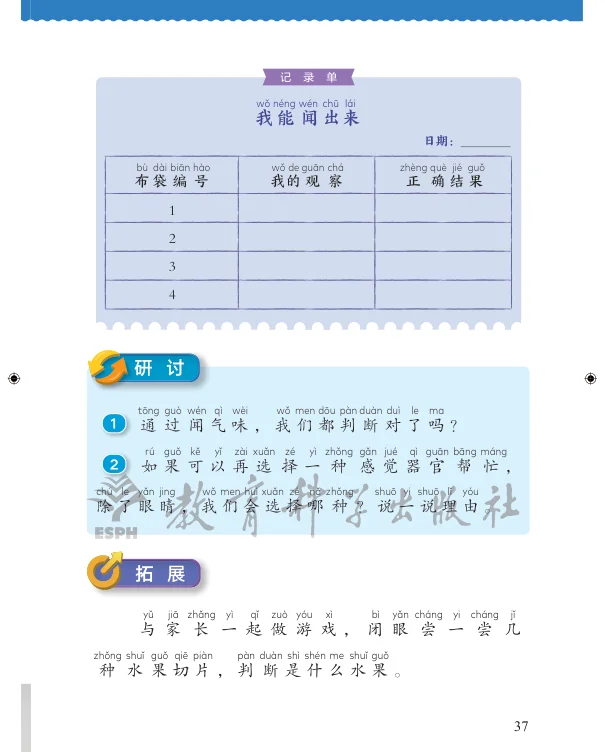 记录单
wǒ néng wén chū lái
我能闻出来
日期：
bù dài biān hào wǒ de guān chá zhèng què jié guǒ
布袋编号 我的观察 正确结果
1
2
3
4
研讨
tōng guò wén qì wèi wǒ men dōu pàn duàn duì le ma
1 通过闻气味，我们都判断对了吗？
rú guǒ kě yǐ zài xuǎn zé yì zhǒng gǎn jué qì guān bāng máng
2 如果可以再选择一种感觉器官帮忙，
chú le yǎn jing wǒ men huì xuǎn zé nǎ zhǒng shuō yi shuō lǐ yóu
除了眼睛，我们会选择哪种？说一说理由。
ESPH 教育科学出版社
拓展
yǔ jiā zhǎng yì qǐ zuò yóu xì bì yǎn cháng yi cháng jǐ
与家长一起做游戏，闭眼尝一尝几
zhǒng shuǐ guǒ qiē piàn pàn duàn shì shén me shuǐ guǒ
种水果切片，判断是什么水果。
37